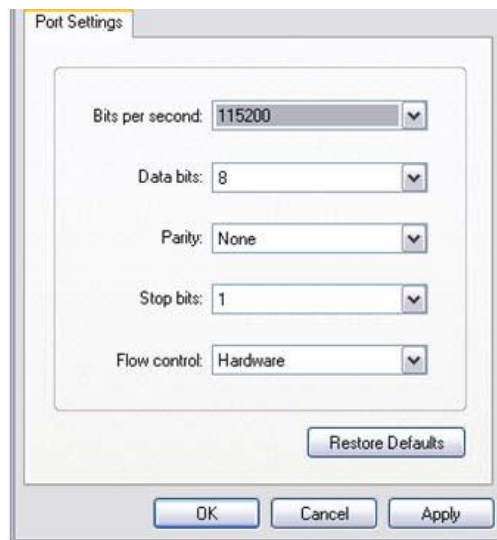 Port Settings
Bits per second: 115200
Data bits: 8
Parity: None
Stop bits: 1
Flow control: Hardware
Restore Defaults
OK Cancel Apply